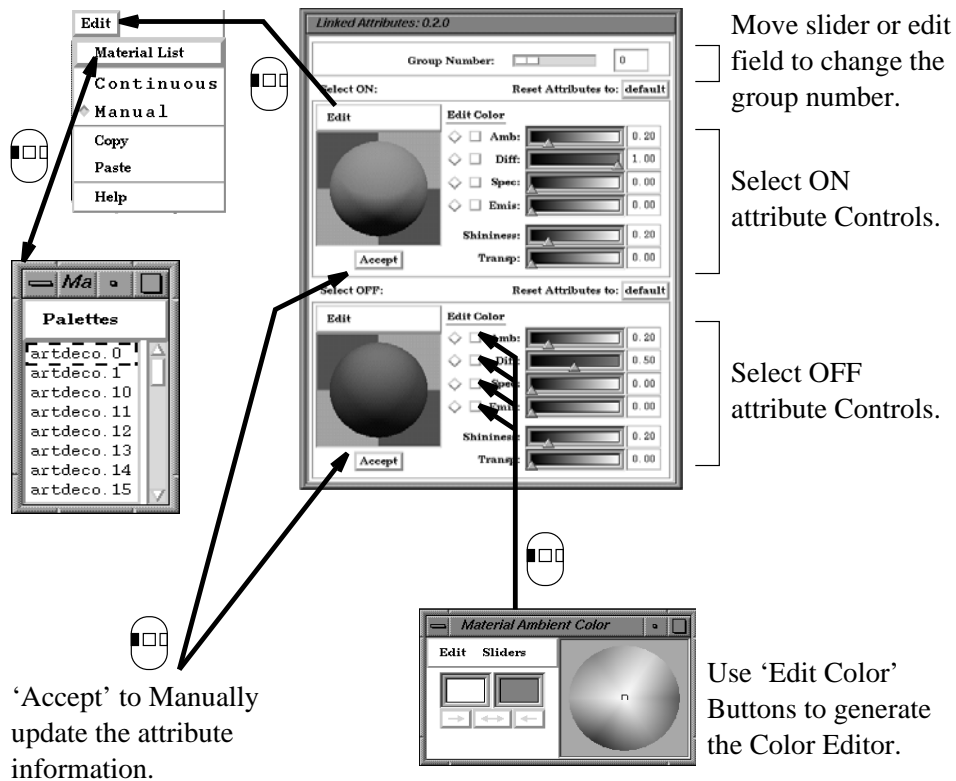 Edit
Material List
Continuous
Manual
Copy
Paste
Help
Linked Attributes: 0.2.0
Group Number: 0
Select ON: Reset Attributes to: default
Edit Edit Color
Amb: 0.20
Diff: 1.00
Spec: 0.00
Emis: 0.00
Shininess: 0.20
Transp: 0.00
Accept
Select OFF: Reset Attributes to: default
Edit Edit Color
Amb: 0.20
Diff: 0.50
Spec: 0.00
Emis: 0.00
Shininess: 0.20
Transp: 0.00
Accept
Move slider or edit
field to change the
group number.
Select ON
attribute Controls.
Select OFF
attribute Controls.
Ma
Palettes
artdeco.0
artdeco.1
artdeco.10
artdeco.11
artdeco.12
artdeco.13
artdeco.14
artdeco.15
‘Accept’ to Manually
update the attribute
information.
Material Ambient Color
Edit Sliders
Use ‘Edit Color’
Buttons to generate
the Color Editor.